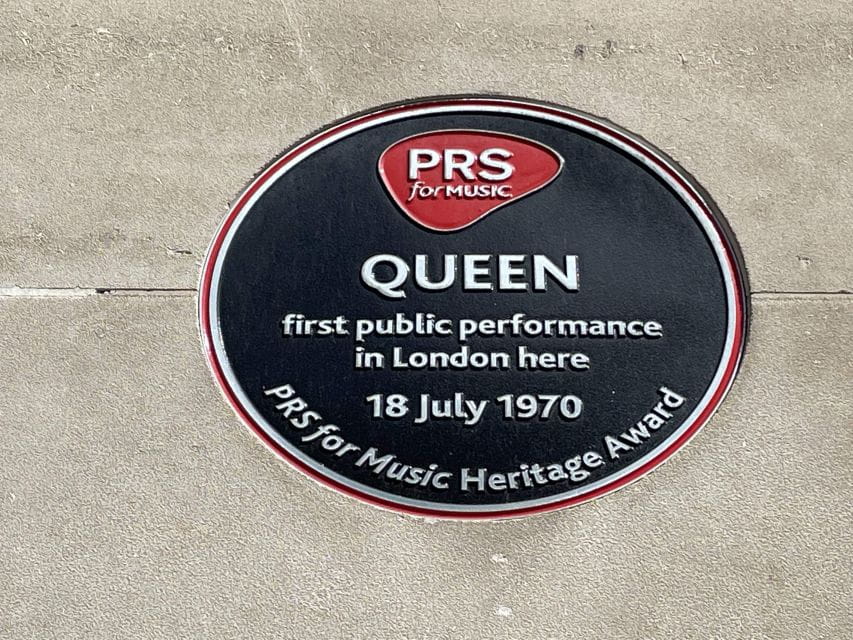 PRS
for MUSIC
QUEEN
first public performance
in London here
18 July 1970
PRS for Music Heritage Award